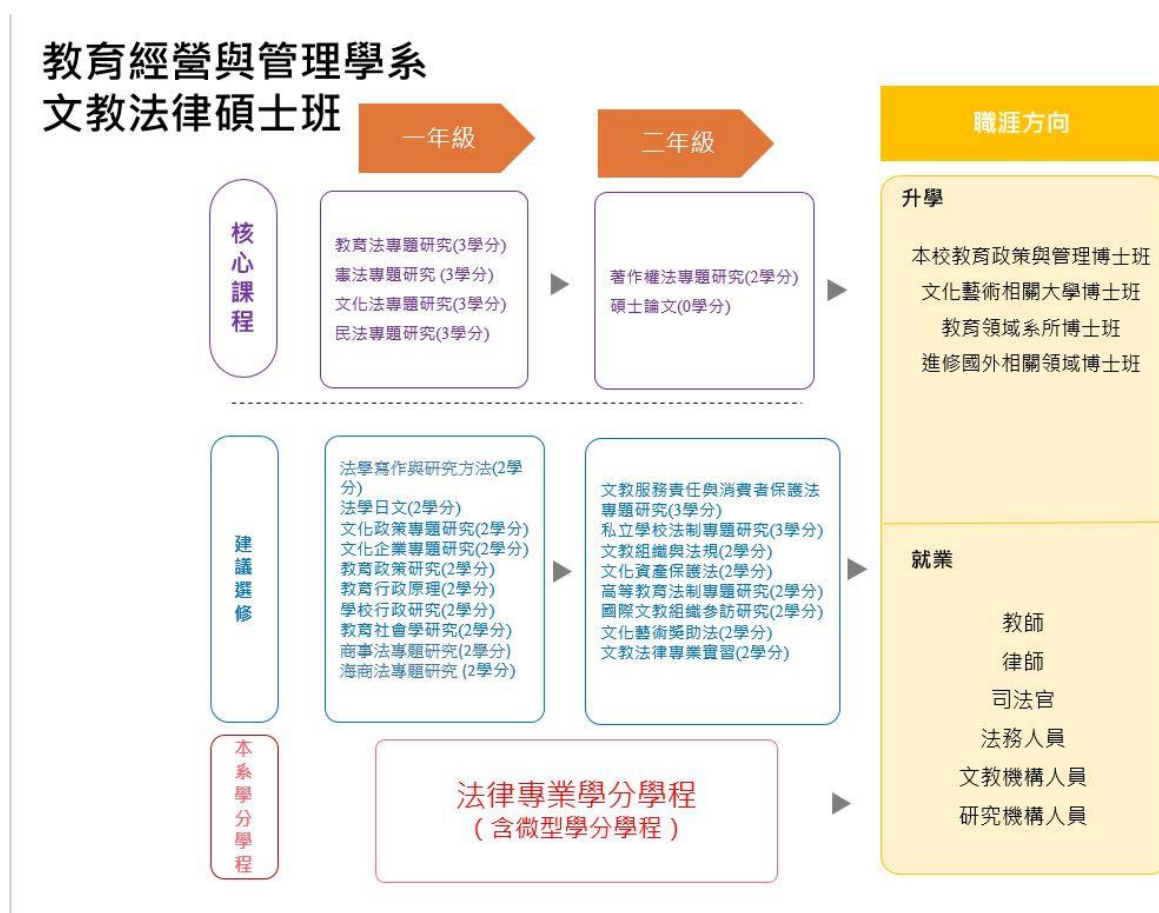 教育經營與管理學系
文教法律碩士班
一年級
二年級
職涯方向
核心課程
教育法專題研究(3學分)
憲法專題研究 (3學分)
文化法專題研究(3學分)
民法專題研究(3學分)
著作權法專題研究(2學分)
碩士論文(0學分)
升學
本校教育政策與管理博士班
文化藝術相關大學博士班
教育領域系所博士班
進修國外相關領域博士班
建議選修
法學寫作與研究方法(2學
分)
法學日文(2學分)
文化政策專題研究(2學分)
文化企業專題研究(2學分)
教育政策研究(2學分)
教育行政原理(2學分)
學校行政研究(2學分)
教育社會學研究(2學分)
商事法專題研究(2學分)
海商法專題研究 (2學分)
文教服務責任與消費者保護法
專題研究(3學分)
私立學校法制專題研究(3學分)
文教組織與法規(2學分)
文化資產保護法(2學分)
高等教育法制專題研究(2學分)
國際文教組織參訪研究(2學分)
文化藝術獎助法(2學分)
文教法律專業實習(2學分)
就業
教師
律師
司法官
法務人員
文教機構人員
研究機構人員
本系學分學程
法律專業學分學程
(含微型學分學程)